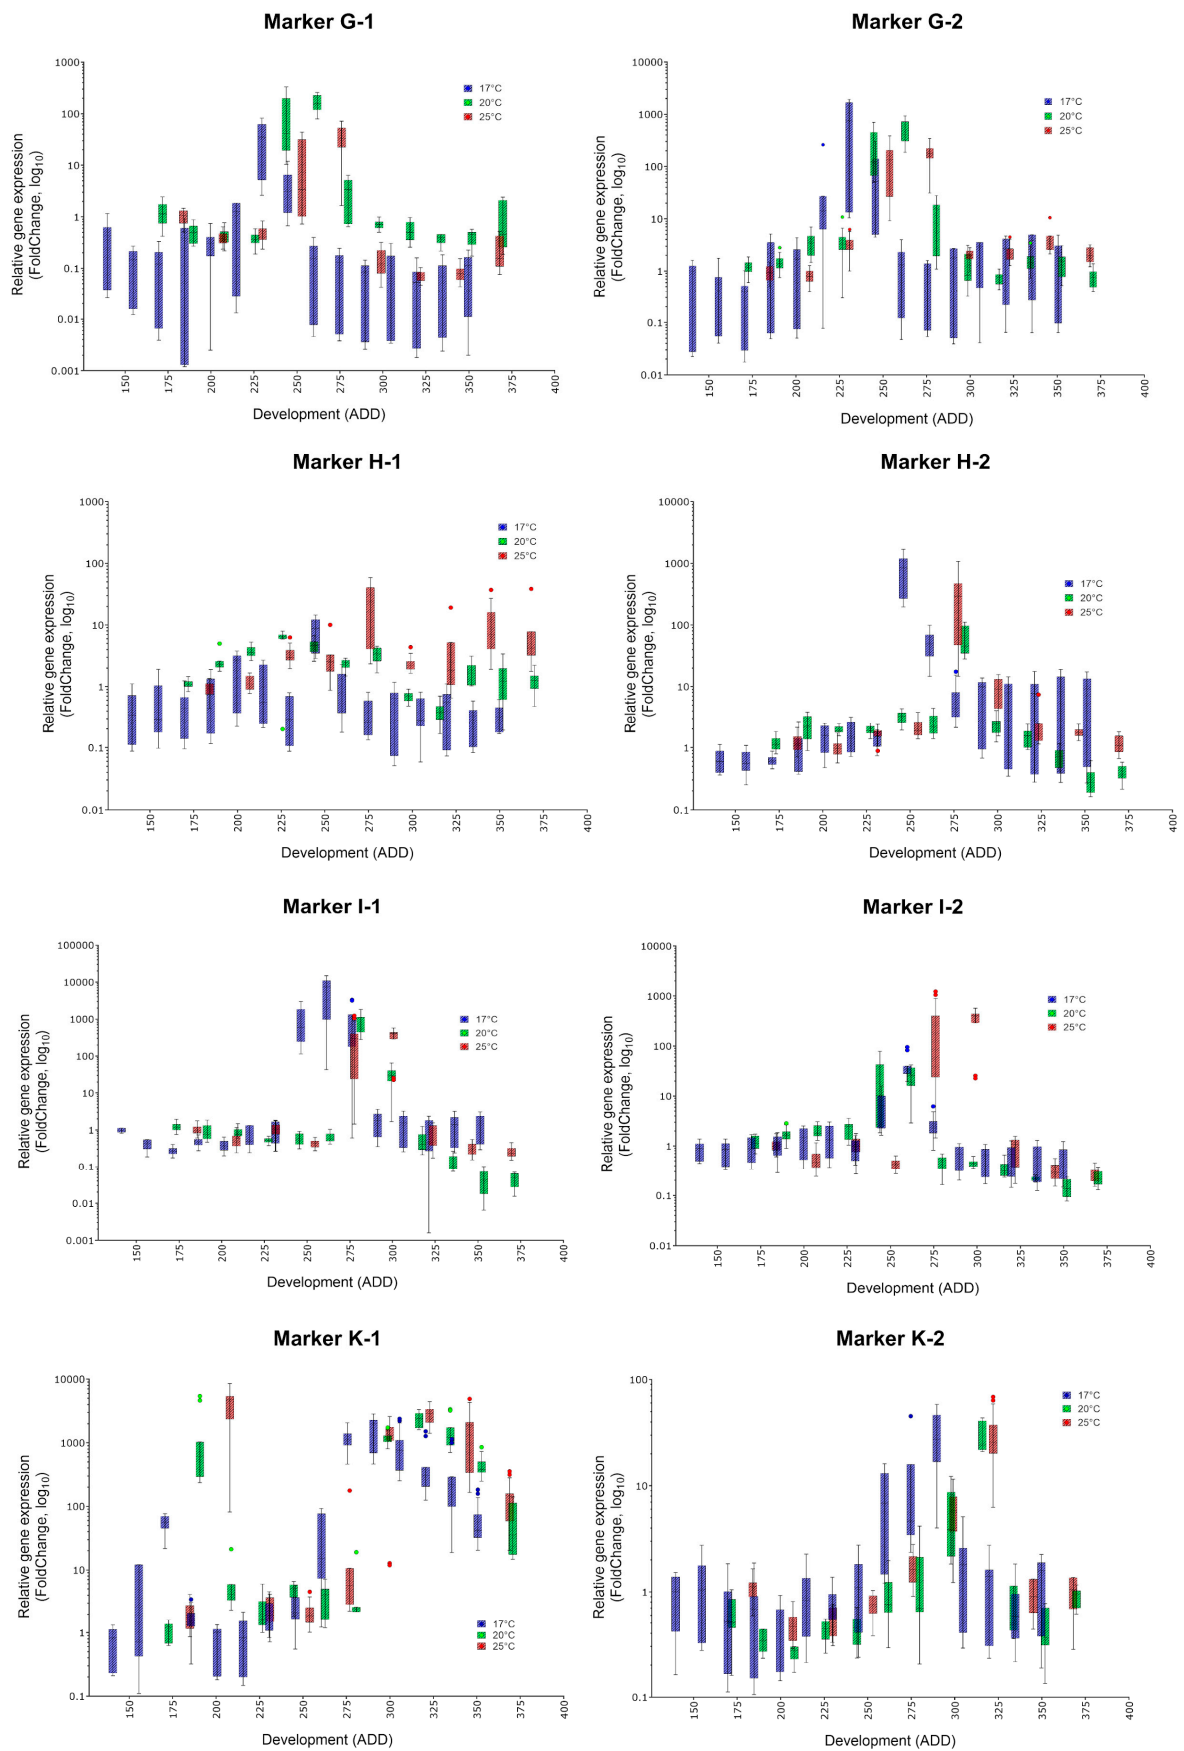 Marker G-1
1000
100
10
1
0.1
0.01
0.001
Relative gene expression
(FoldChange, log10)
17°C
20°C
25°C
150
175
200
225
250
275
300
325
350
375
400
Development (ADD)
Marker G-2
10000
1000
100
10
1
0.1
0.01
Relative gene expression
(FoldChange, log10)
17°C
20°C
25°C
150
175
200
225
250
275
300
325
350
375
400
Development (ADD)
Marker H-1
1000
100
10
1
0.1
0.01
Relative gene expression
(FoldChange, log10)
17°C
20°C
25°C
150
175
200
225
250
275
300
325
350
375
400
Development (ADD)
Marker H-2
10000
1000
100
10
1
0.1
Relative gene expression
(FoldChange, log10)
17°C
20°C
25°C
150
175
200
225
250
275
300
325
350
375
400
Development (ADD)
Marker I-1
100000
10000
1000
100
10
1
0.1
0.01
0.001
Relative gene expression
(FoldChange, log10)
17°C
20°C
25°C
150
175
200
225
250
275
300
325
350
375
400
Development (ADD)
Marker I-2
10000
1000
100
10
1
0.1
0.01
Relative gene expression
(FoldChange, log10)
17°C
20°C
25°C
150
175
200
225
250
275
300
325
350
375
400
Development (ADD)
Marker K-1
10000
1000
100
10
1
0.1
Relative gene expression
(FoldChange, log10)
17°C
20°C
25°C
150
175
200
225
250
275
300
325
350
375
400
Development (ADD)
Marker K-2
100
10
1
0.1
Relative gene expression
(FoldChange, log10)
17°C
20°C
25°C
150
175
200
225
250
275
300
325
350
375
400
Development (ADD)